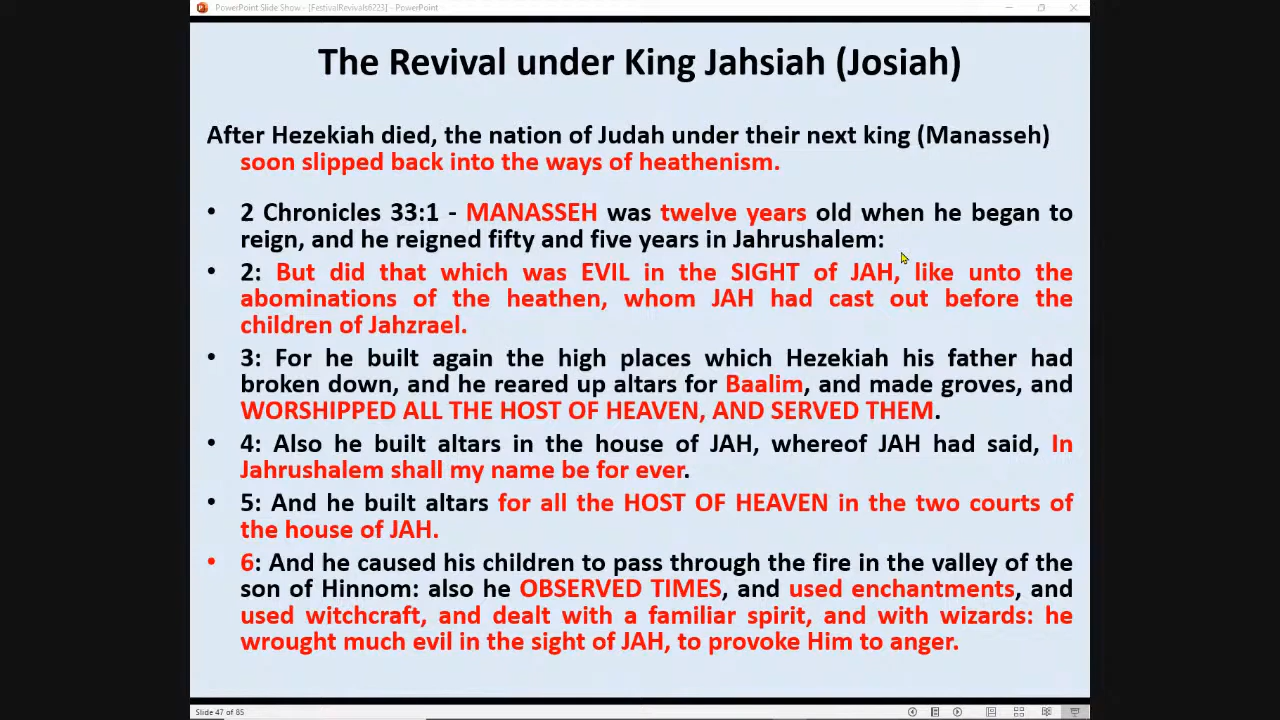 PowerPoint Slide Show - [FestivalRevivals6223] - PowerPoint
The Revival under King Jahsiah (Josiah)
After Hezekiah died, the nation of Judah under their next king (Manasseh)
soon slipped back into the ways of heathenism.
• 2 Chronicles 33:1 - MANASSEH was twelve years old when he began to
reign, and he reigned fifty and five years in Jahrushalem:
• 2: But did that which was EVIL in the SIGHT of JAH, like unto the
abominations of the heathen, whom JAH had cast out before the
children of Jahzrael.
• 3: For he built again the high places which Hezekiah his father had
broken down, and he reared up altars for Baalim, and made groves, and
WORSHIPPED ALL THE HOST OF HEAVEN, AND SERVED THEM.
• 4: Also he built altars in the house of JAH, whereof JAH had said, In
Jahrushalem shall my name be for ever.
• 5: And he built altars for all the HOST OF HEAVEN in the two courts of
the house of JAH.
• 6: And he caused his children to pass through the fire in the valley of the
son of Hinnom: also he OBSERVED TIMES, and used enchantments, and
used witchcraft, and dealt with a familiar spirit, and with wizards: he
wrought much evil in the sight of JAH, to provoke Him to anger.
Slide 47 of 85